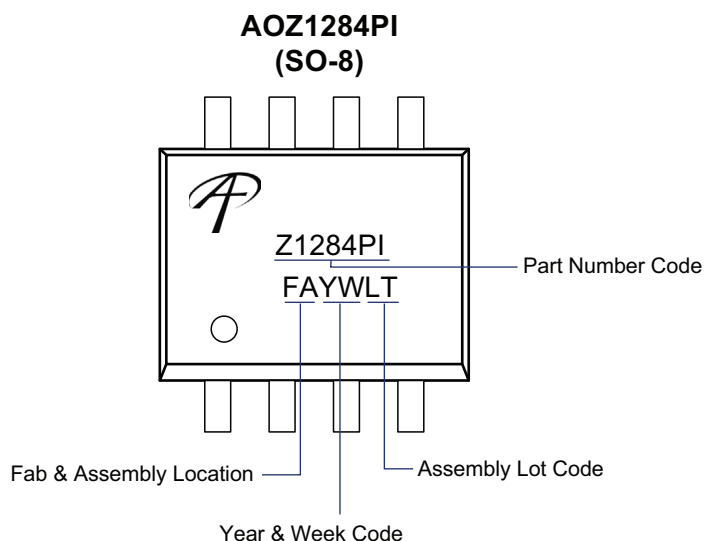 AOZ1284PI
(SO-8)
Z1284PI
Part Number Code
FAYWLT
Fab & Assembly Location
Assembly Lot Code
Year & Week Code